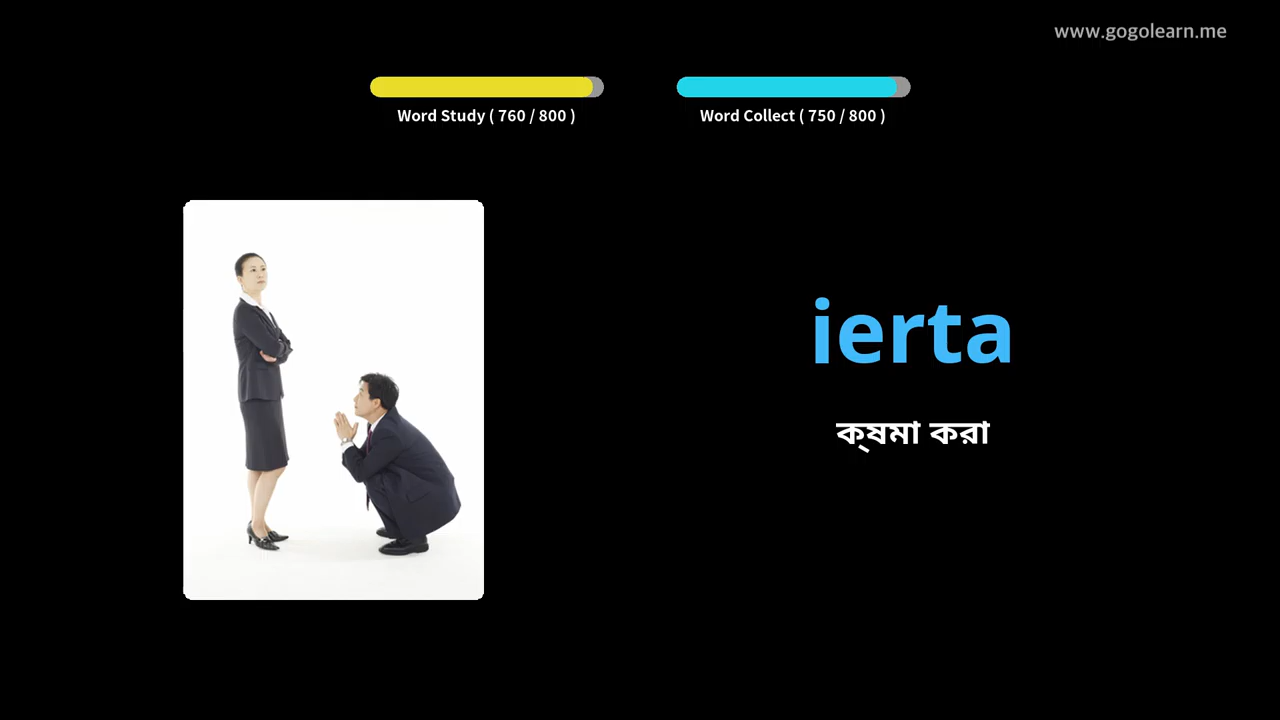 www.gogolearn.me
Word Study ( 760 / 800 )
Word Collect ( 750 / 800 )
ierta
ক্ষমা করা